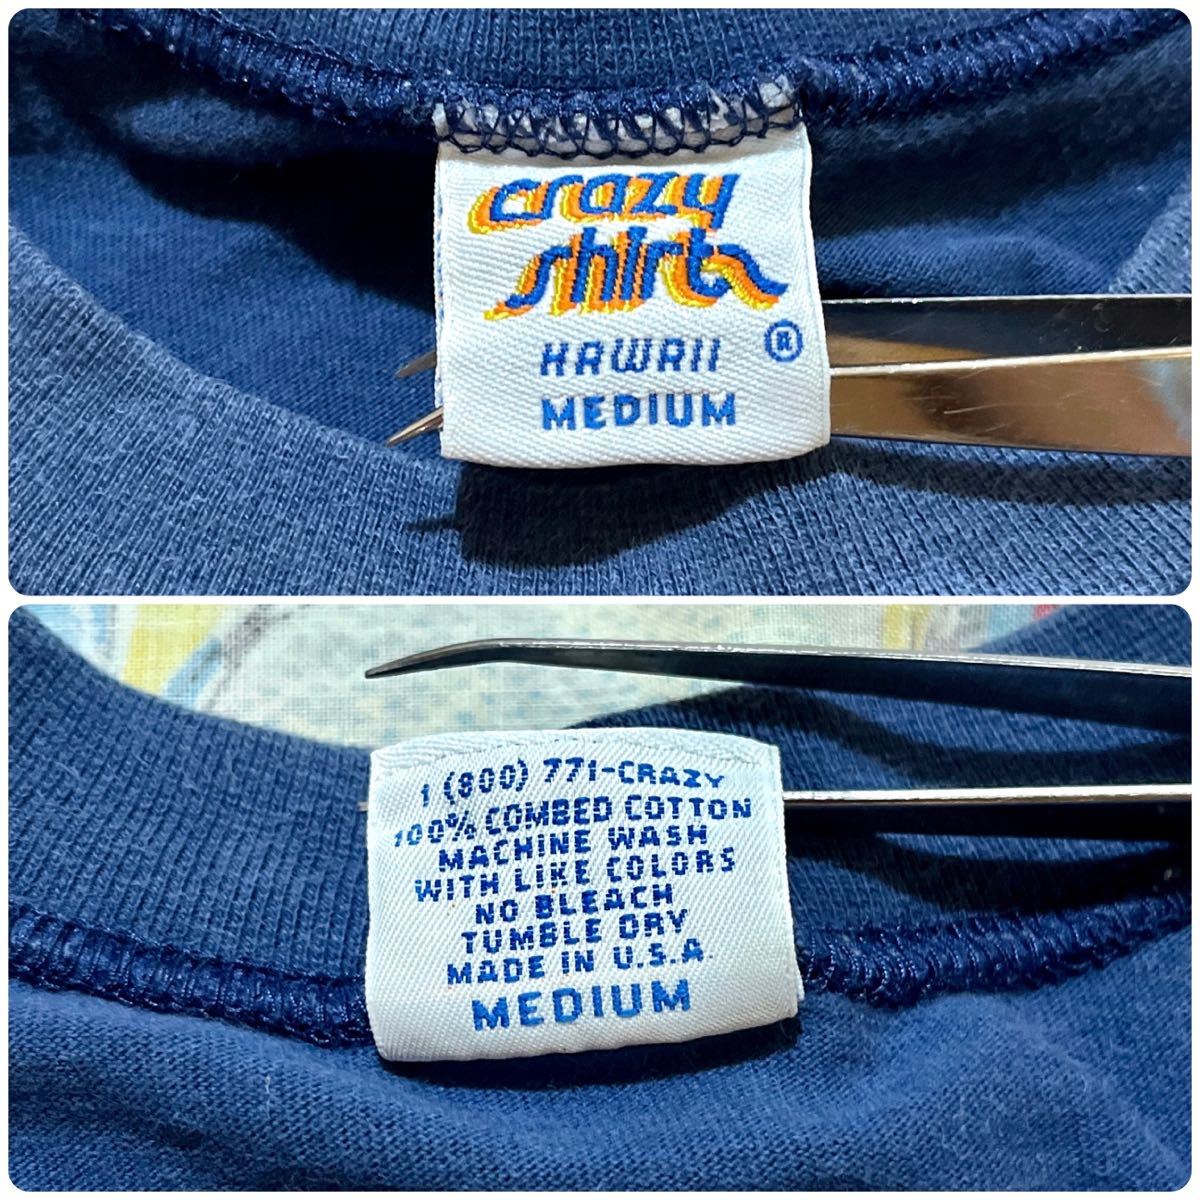 crazy
shirts
HAWAII ®
MEDIUM
1 (800) 771-CRAZY
100% COMBED COTTON
MACHINE WASH
WITH LIKE COLORS
NO BLEACH
TUMBLE DRY
MADE IN U.S.A.
MEDIUM